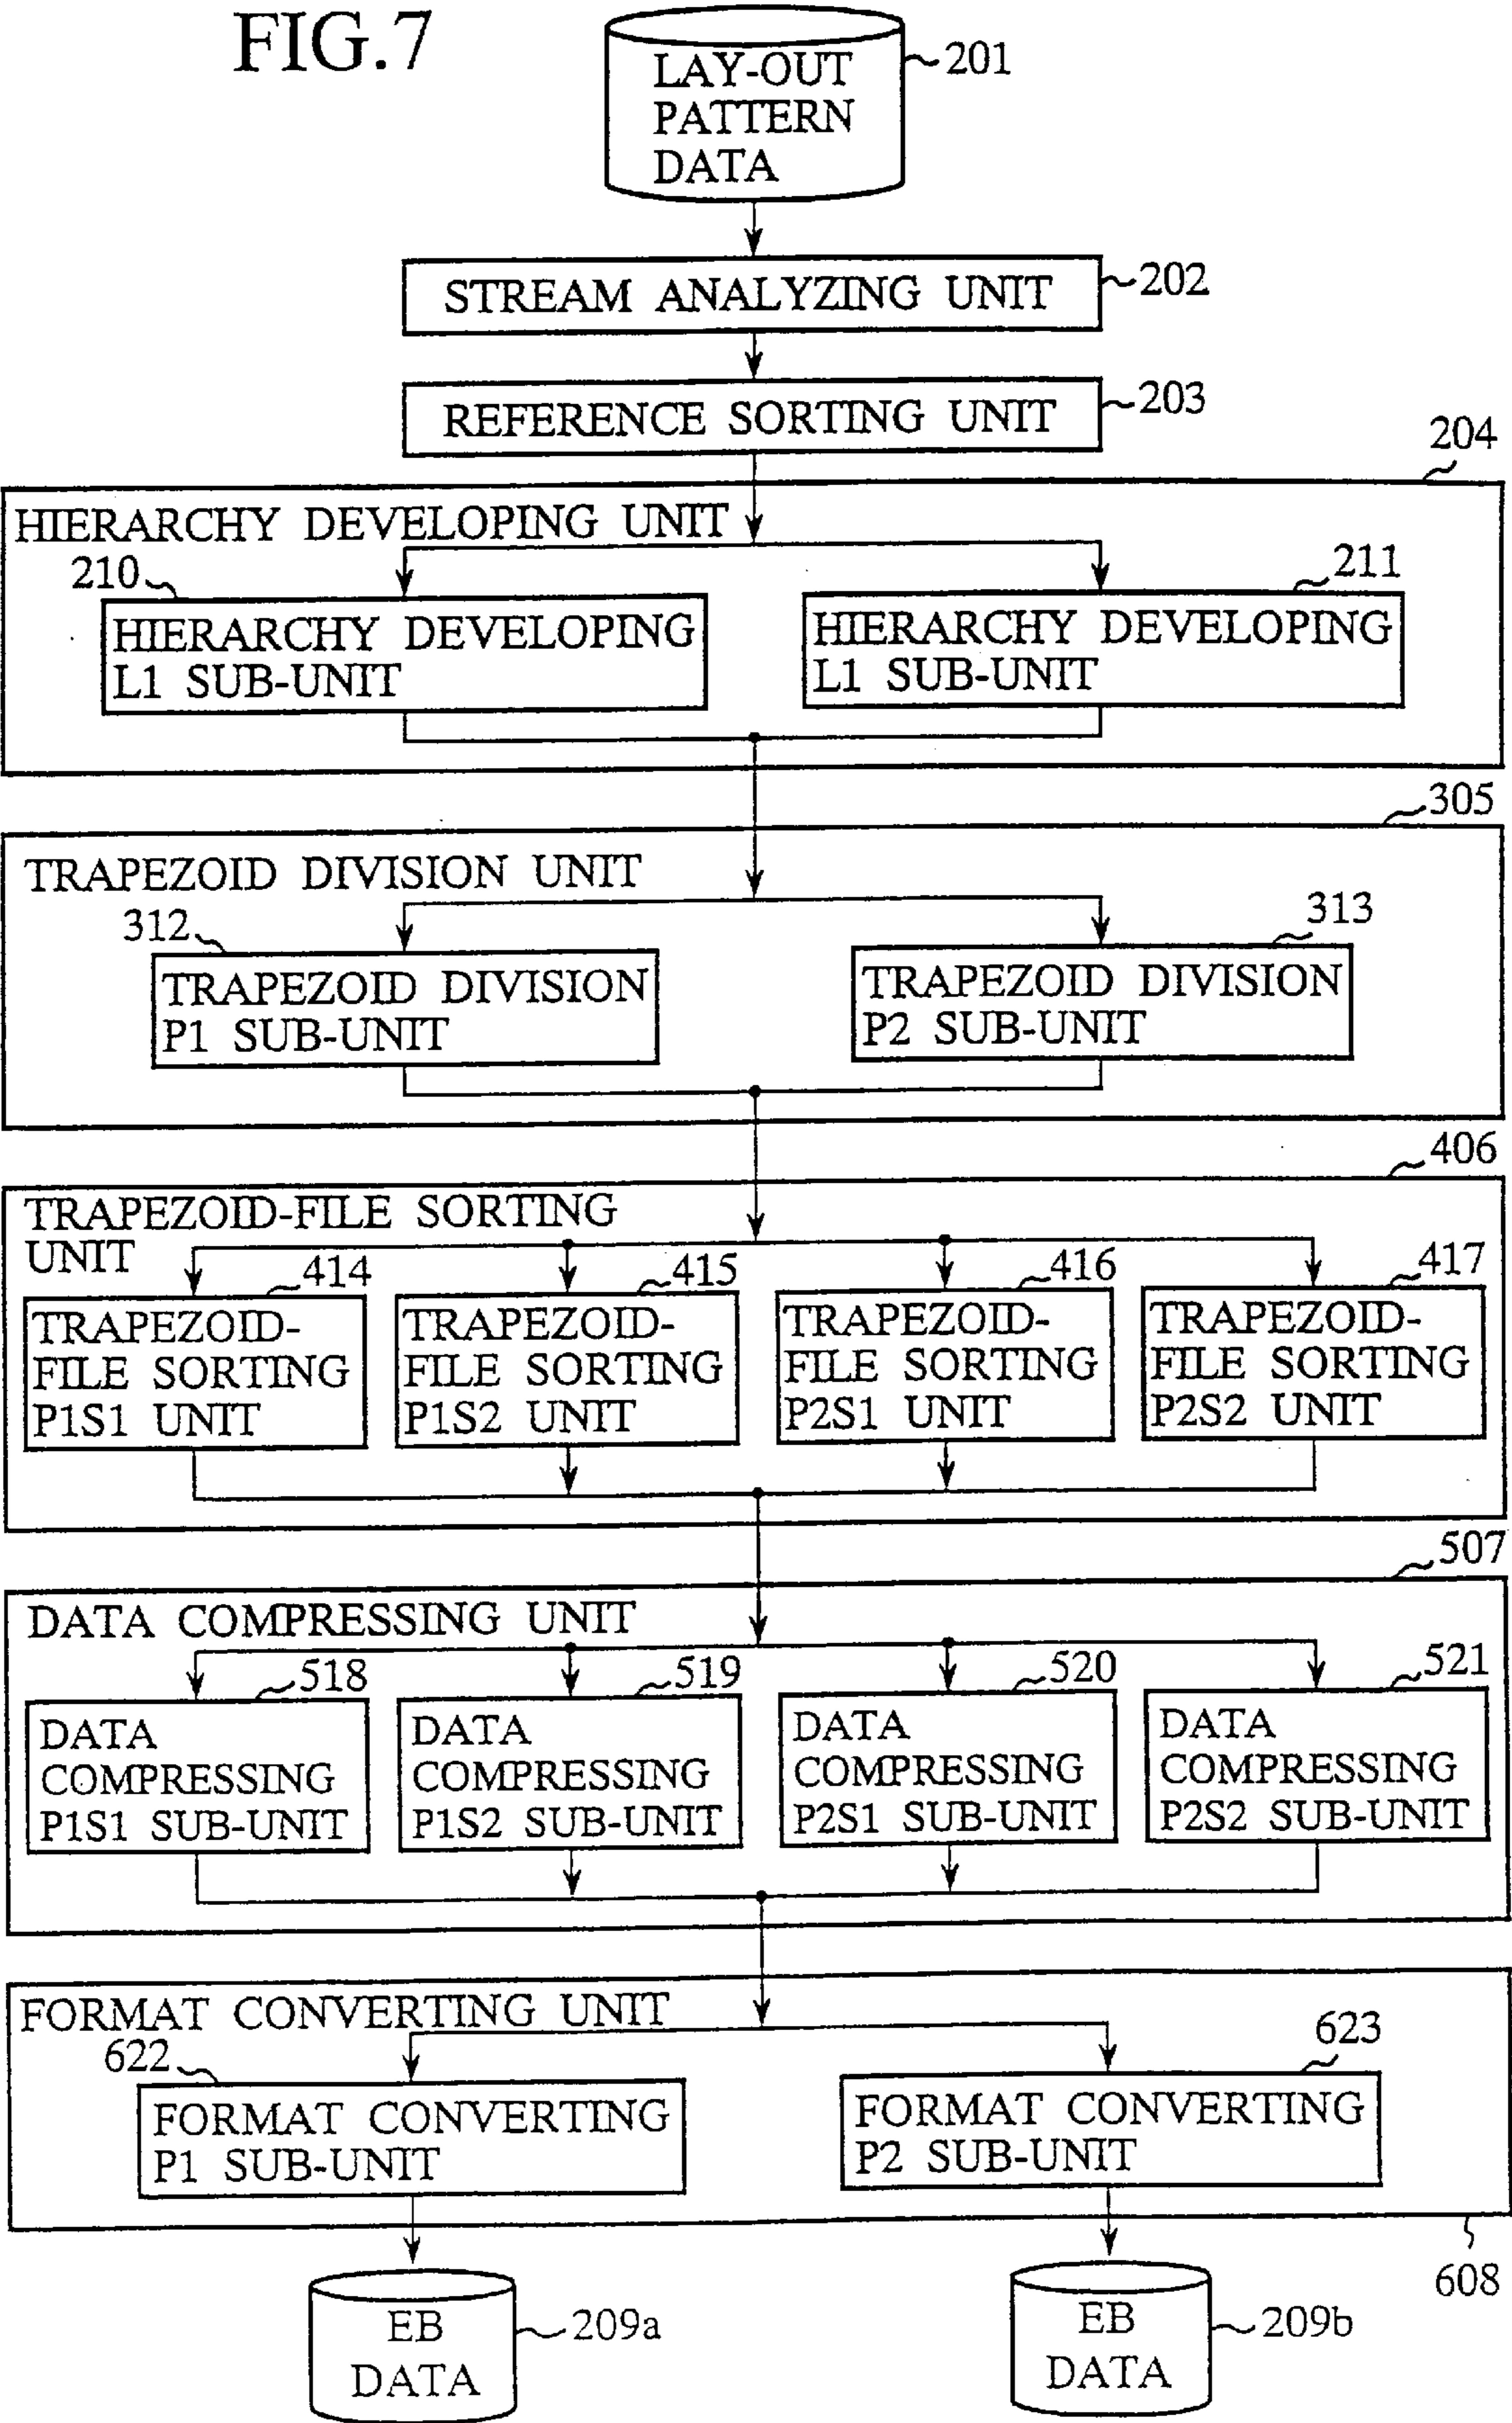 FIG.7
LAY-OUT
PATTERN
DATA
201
STREAM ANALYZING UNIT
202
REFERENCE SORTING UNIT
203
204
HIERARCHY DEVELOPING UNIT
210
211
HIERARCHY DEVELOPING
L1 SUB-UNIT
HIERARCHY DEVELOPING
L1 SUB-UNIT
305
TRAPEZOID DIVISION UNIT
312
313
TRAPEZOID DIVISION
P1 SUB-UNIT
TRAPEZOID DIVISION
P2 SUB-UNIT
406
TRAPEZOID-FILE SORTING
UNIT
414
415
416
417
TRAPEZOID-
FILE SORTING
P1S1 UNIT
TRAPEZOID-
FILE SORTING
P1S2 UNIT
TRAPEZOID-
FILE SORTING
P2S1 UNIT
TRAPEZOID-
FILE SORTING
P2S2 UNIT
507
DATA COMPRESSING UNIT
518
519
520
521
DATA
COMPRESSING
P1S1 SUB-UNIT
DATA
COMPRESSING
P1S2 SUB-UNIT
DATA
COMPRESSING
P2S1 SUB-UNIT
DATA
COMPRESSING
P2S2 SUB-UNIT
FORMAT CONVERTING UNIT
622
623
FORMAT CONVERTING
P1 SUB-UNIT
FORMAT CONVERTING
P2 SUB-UNIT
608
EB
DATA
209a
EB
DATA
209b